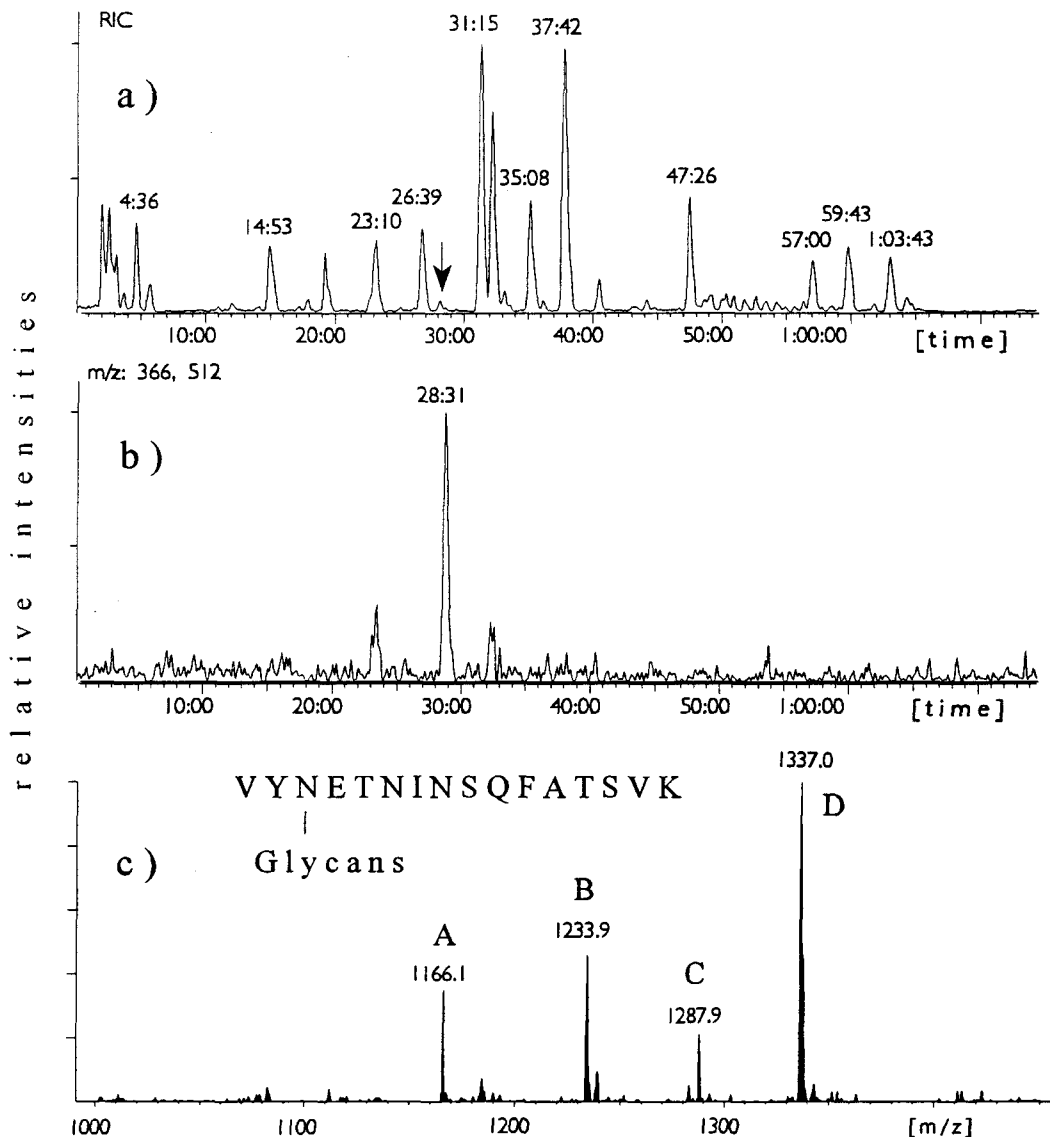 RIC
31:15
37:42
a )
4:36
14:53
23:10
26:39
35:08
47:26
57:00
59:43
1:03:43
10:00
20:00
30:00
40:00
50:00
1:00:00
[time]
m/z: 366, 512
28:31
b )
10:00
20:00
30:00
40:00
50:00
1:00:00
[time]
relative intensities
VYNETNINSQFATSVK
Glycans
c )
A
1166.1
B
1233.9
C
1287.9
1337.0
D
1000
1100
1200
1300
[m/z]